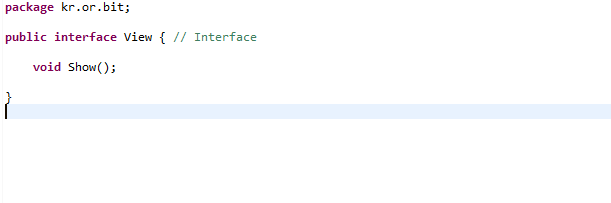 package kr.or.bit;
public interface View { // Interface
void Show();
}